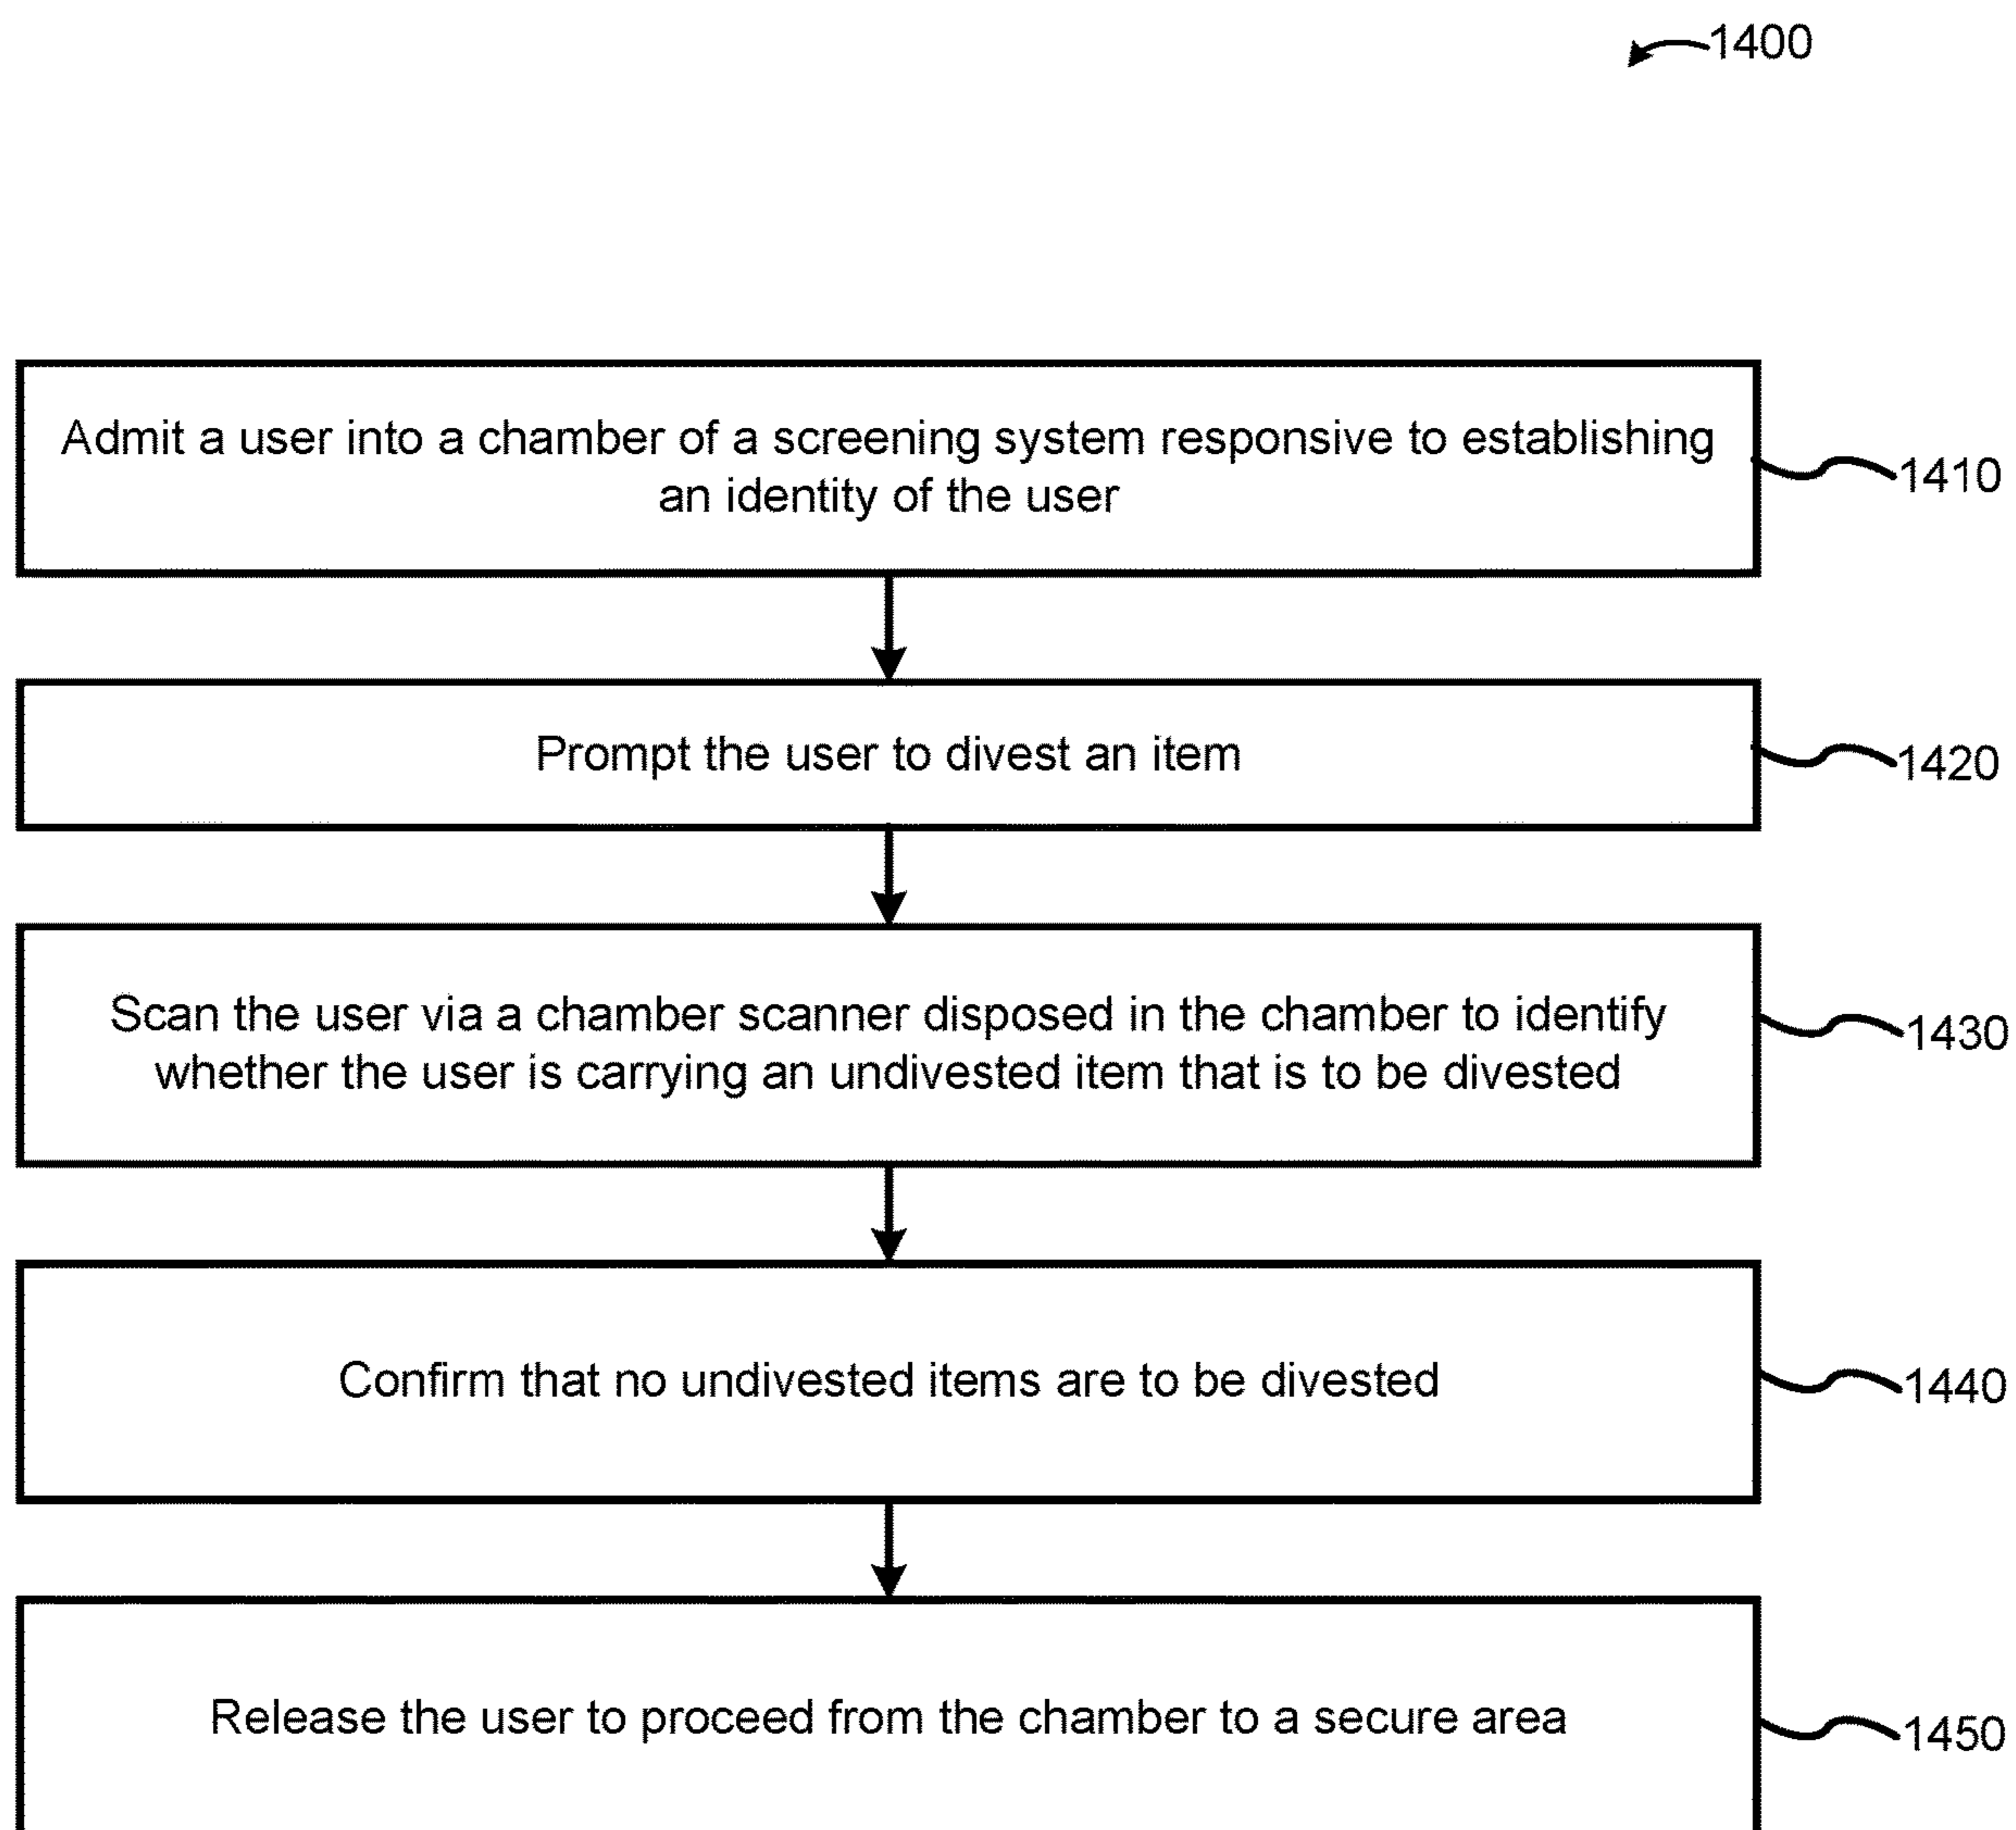 1400
Admit a user into a chamber of a screening system responsive to establishing
an identity of the user
1410
Prompt the user to divest an item
1420
Scan the user via a chamber scanner disposed in the chamber to identify
whether the user is carrying an undivested item that is to be divested
1430
Confirm that no undivested items are to be divested
1440
Release the user to proceed from the chamber to a secure area
1450